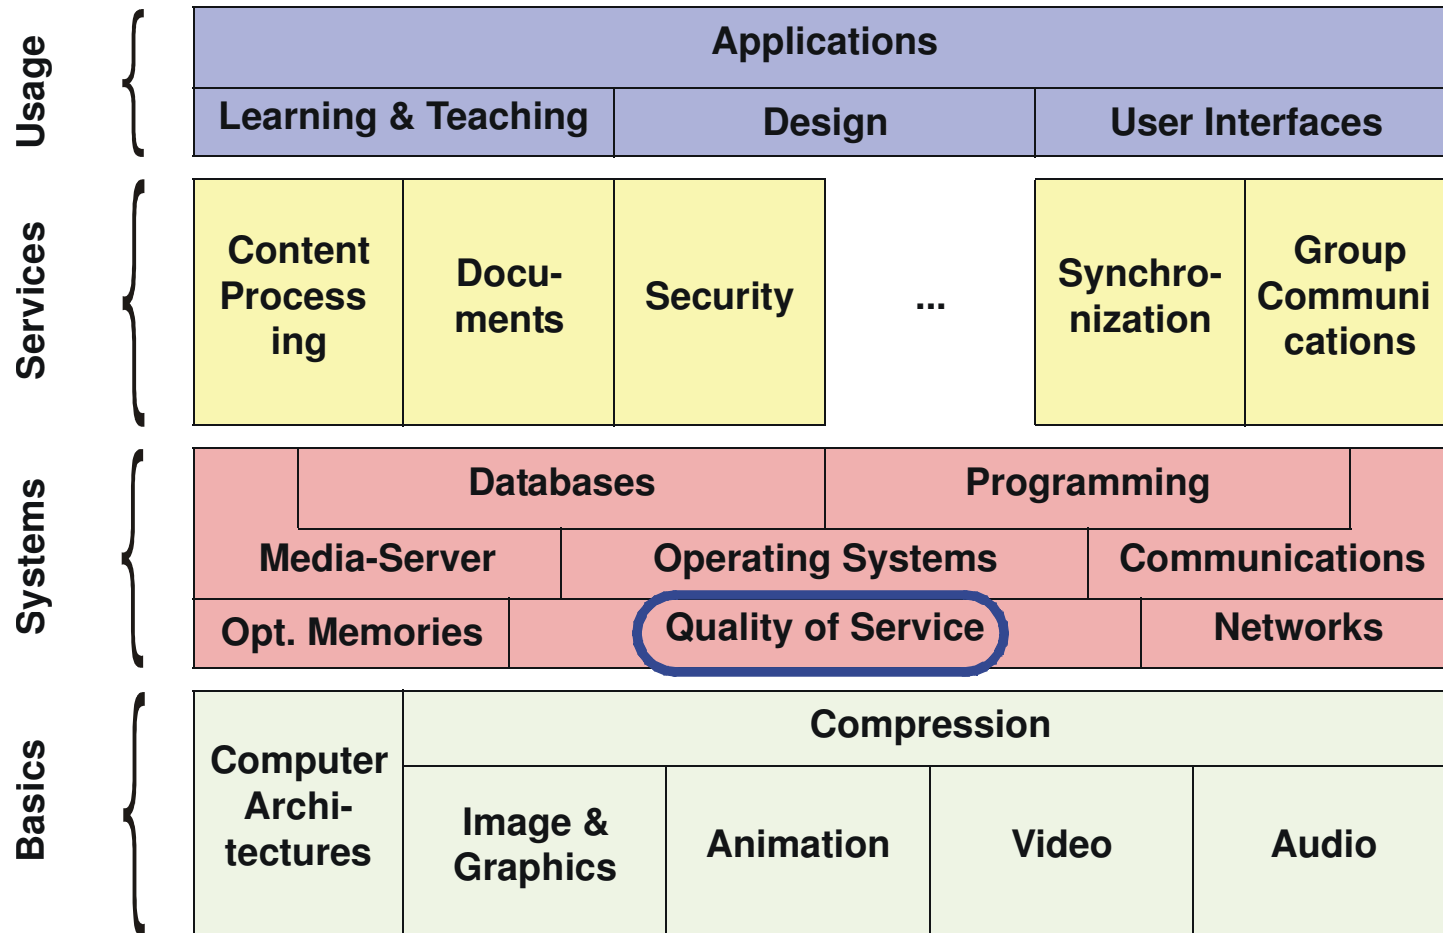 Usage
Applications
Learning & Teaching
Design
User Interfaces
Services
Content
Process
ing
Docu-
ments
Security
...
Synchro-
nization
Group
Communi
cations
Systems
Databases
Programming
Media-Server
Operating Systems
Communications
Opt. Memories
Quality of Service
Networks
Basics
Computer
Archi-
tectures
Compression
Image &
Graphics
Animation
Video
Audio